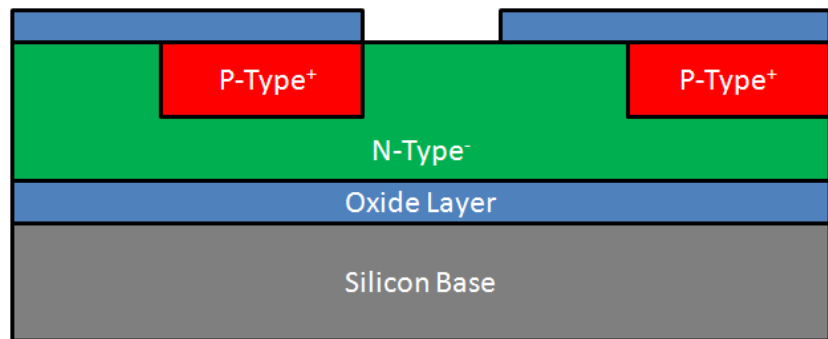 P-Type⁺ P-Type⁺
N-Type⁻
Oxide Layer
Silicon Base